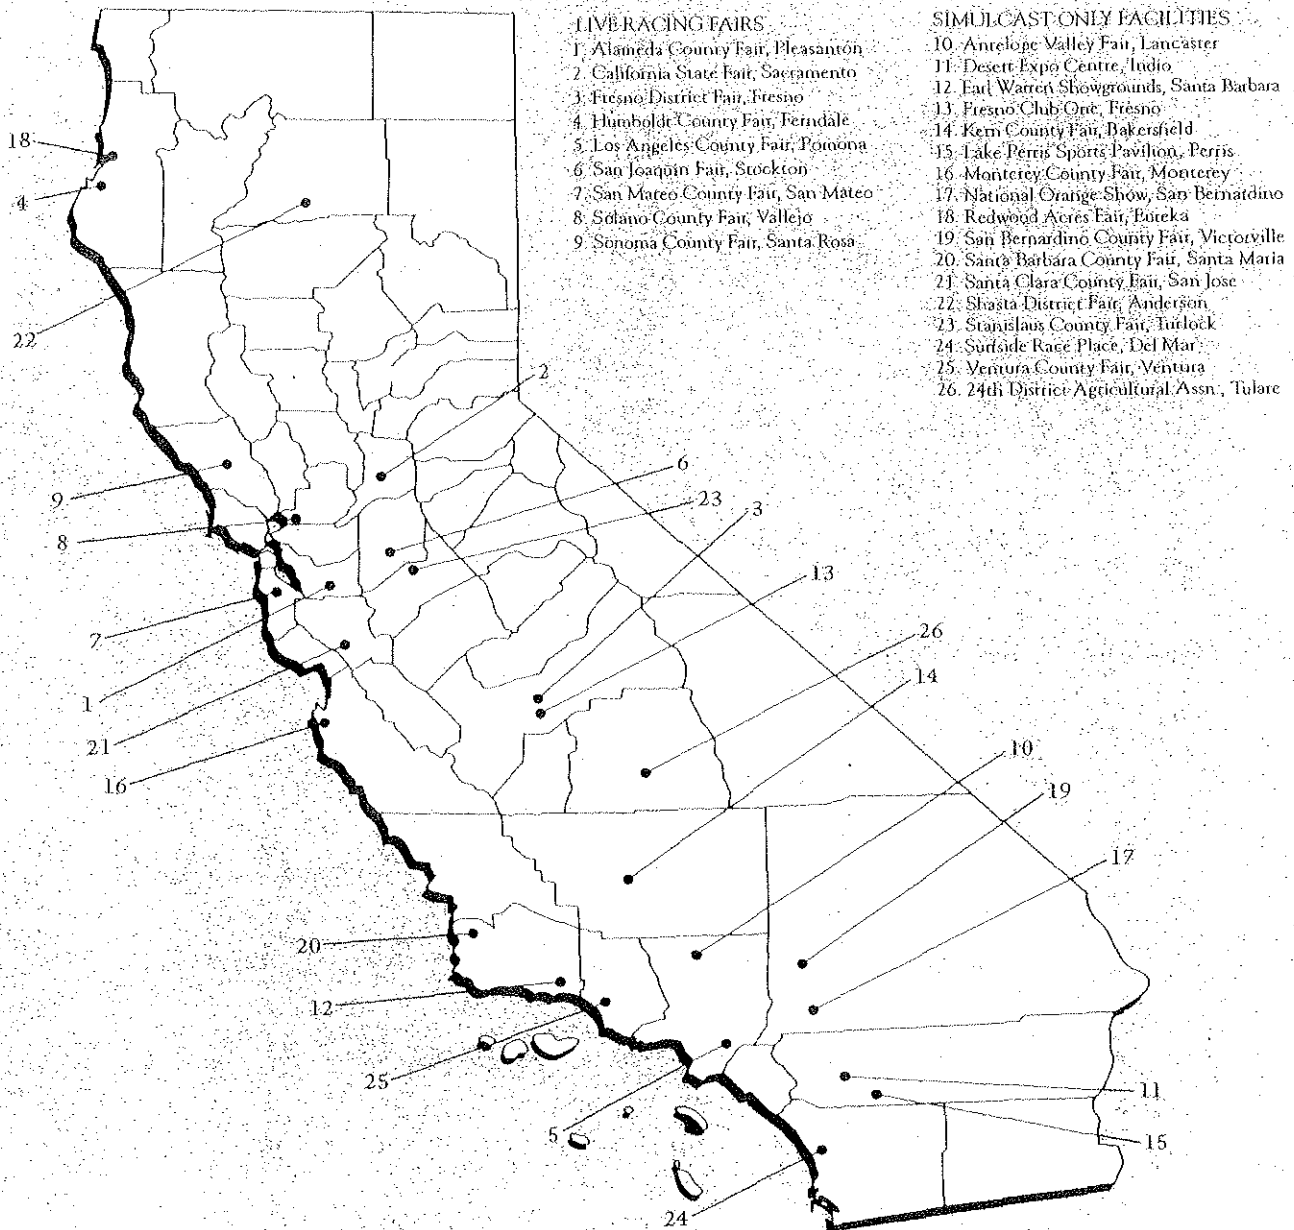 LIVE RACING FAIRS
1. Alameda County Fair, Pleasanton
2. California State Fair, Sacramento
3. Fresno District Fair, Fresno
4. Humboldt County Fair, Ferndale
5. Los Angeles County Fair, Pomona
6. San Joaquin Fair, Stockton
7. San Mateo County Fair, San Mateo
8. Solano County Fair, Vallejo
9. Sonoma County Fair, Santa Rosa
SIMULCAST ONLY FACILITIES
10. Antelope Valley Fair, Lancaster
11. Desert Expo Centre, Indio
12. Earl Warren Showgrounds, Santa Barbara
13. Fresno Club One, Fresno
14. Kern County Fair, Bakersfield
15. Lake Perris Sports Pavilion, Perris
16. Monterey County Fair, Monterey
17. National Orange Show, San Bernardino
18. Redwood Acres Fair, Eureka
19. San Bernardino County Fair, Victorville
20. Santa Barbara County Fair, Santa Maria
21. Santa Clara County Fair, San Jose
22. Shasta District Fair, Anderson
23. Stanislaus County Fair, Turlock
24. Surfside Race Place, Del Mar
25. Ventura County Fair, Ventura
26. 24th District Agricultural Assn., Tulare
18
4
22
2
9
6
23
8
3
13
7
26
14
1
21
10
16
19
17
20
12
25
11
5
15
24